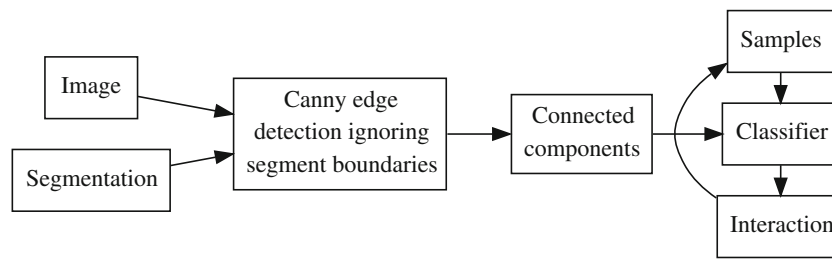 Image
Segmentation
Canny edge
detection ignoring
segment boundaries
Connected
components
Samples
Classifier
Interaction